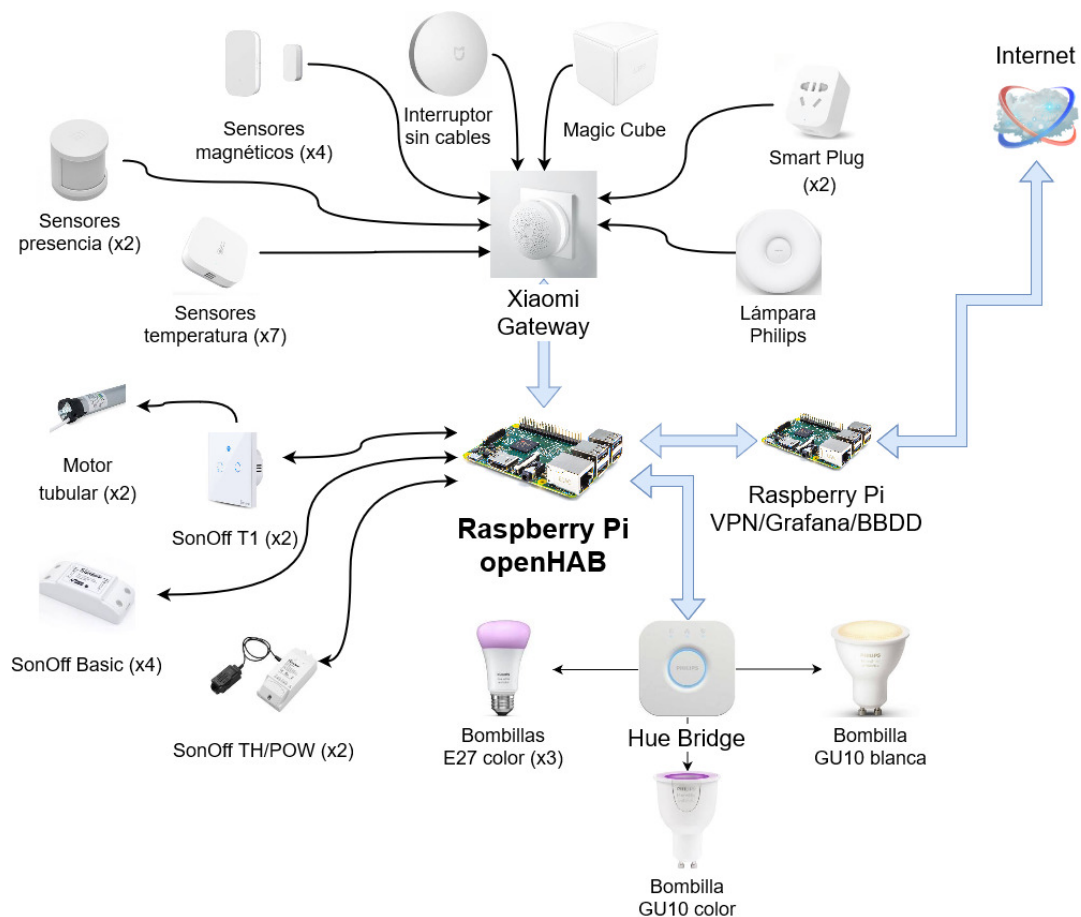 Internet
Sensores
magnéticos (x4)
Interruptor
sin cables
Magic Cube
Smart Plug
(x2)
Sensores
presencia (x2)
Sensores
temperatura (x7)
Xiaomi
Gateway
Lámpara
Philips
Motor
tubular (x2)
SonOff T1 (x2)
Raspberry Pi
openHAB
Raspberry Pi
VPN/Grafana/BBDD
SonOff Basic (x4)
SonOff TH/POW (x2)
PHILIPS
Bombillas
E27 color (x3)
Hue Bridge
Bombilla
GU10 blanca
Bombilla
GU10 color